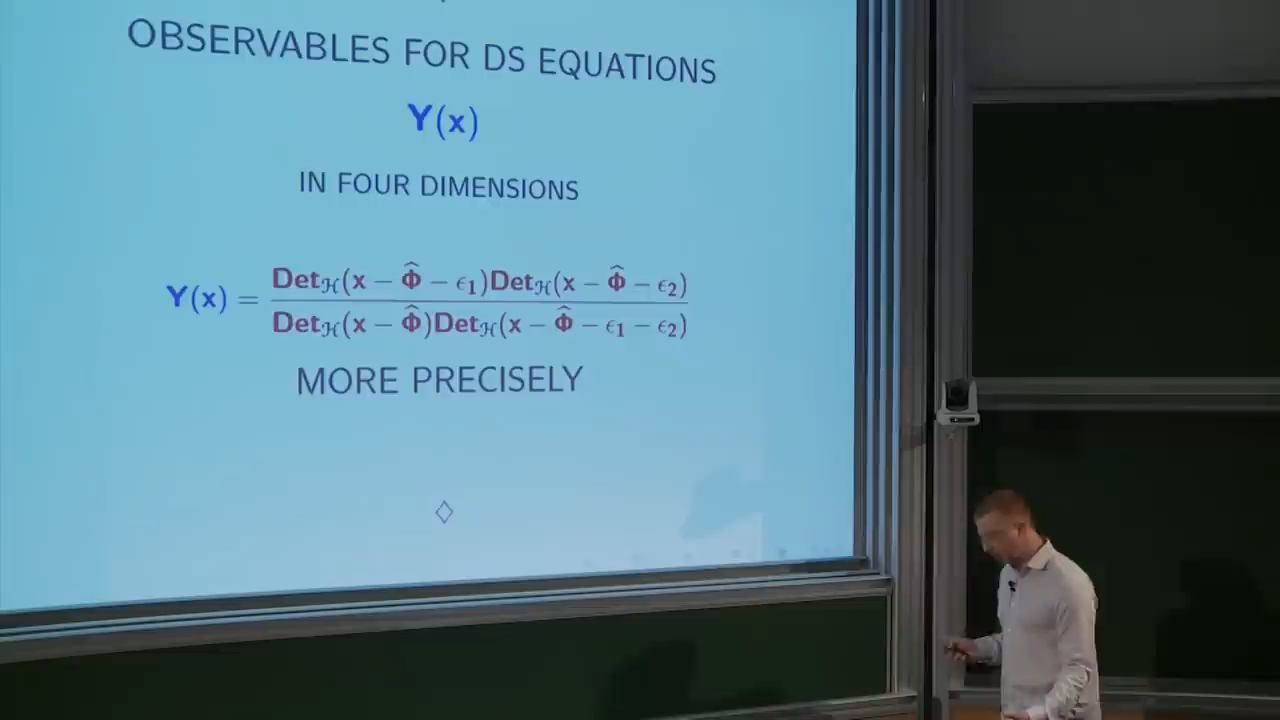 OBSERVABLES FOR DS EQUATIONS
Y(x)
IN FOUR DIMENSIONS
Y(x) = Det_ℋ(x − Φ̂ − ϵ₁)Det_ℋ(x − Φ̂ − ϵ₂)
Det_ℋ(x − Φ̂)Det_ℋ(x − Φ̂ − ϵ₁ − ϵ₂)
MORE PRECISELY